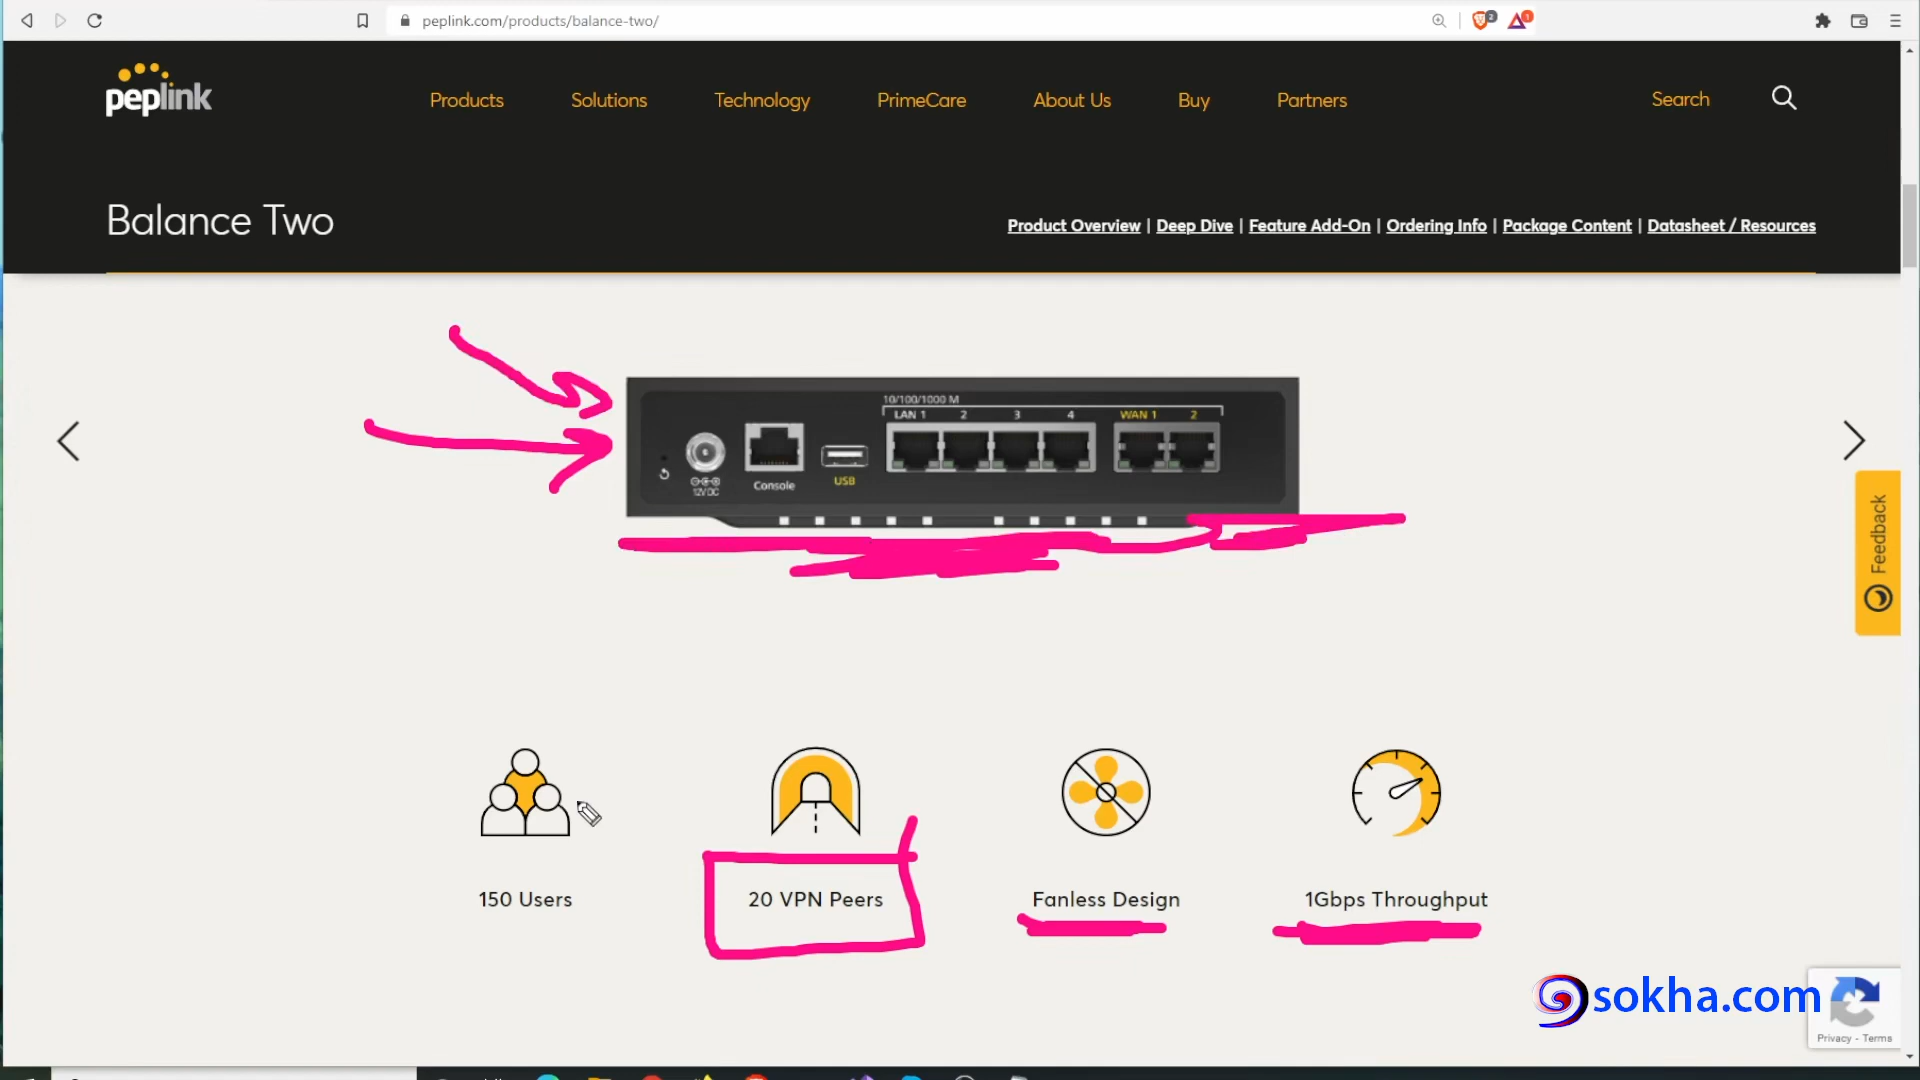 peplink.com/products/balance-two/
2
1
peplink
Products
Solutions
Technology
PrimeCare
About Us
Buy
Partners
Search
Balance Two
Product Overview | Deep Dive | Feature Add-On | Ordering Info | Package Content | Datasheet / Resources
10/100/1000 M
LAN 1 2 3 4 WAN 1 2
12V DC
Console
USB
Feedback
150 Users
20 VPN Peers
Fanless Design
1Gbps Throughput
sokha.com
Privacy - Terms